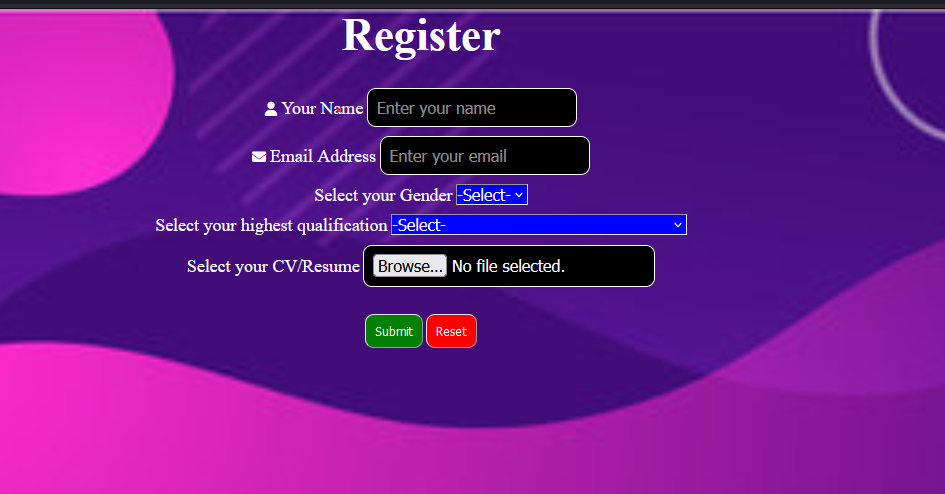 Register
Your Name Enter your name
Email Address Enter your email
Select your Gender -Select-
Select your highest qualification -Select-
Select your CV/Resume Browse... No file selected.
Submit Reset